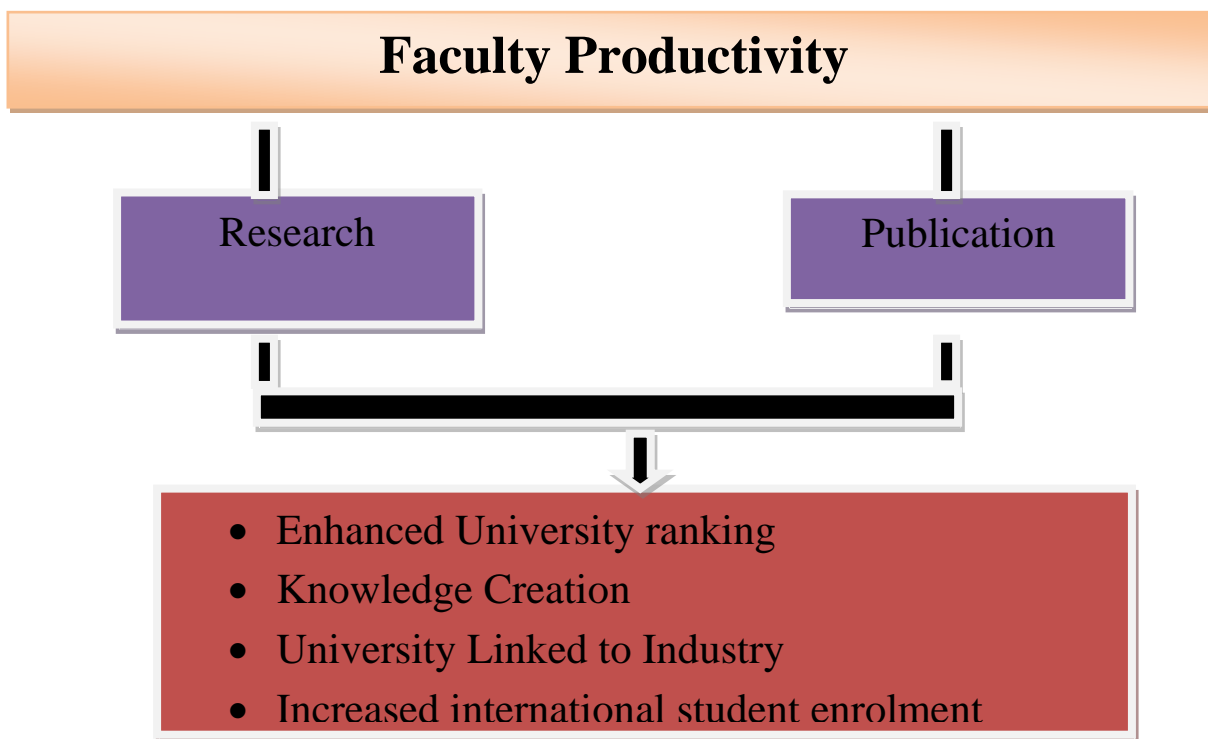 Faculty Productivity
Research
Publication
• Enhanced University ranking
• Knowledge Creation
• University Linked to Industry
• Increased international student enrolment